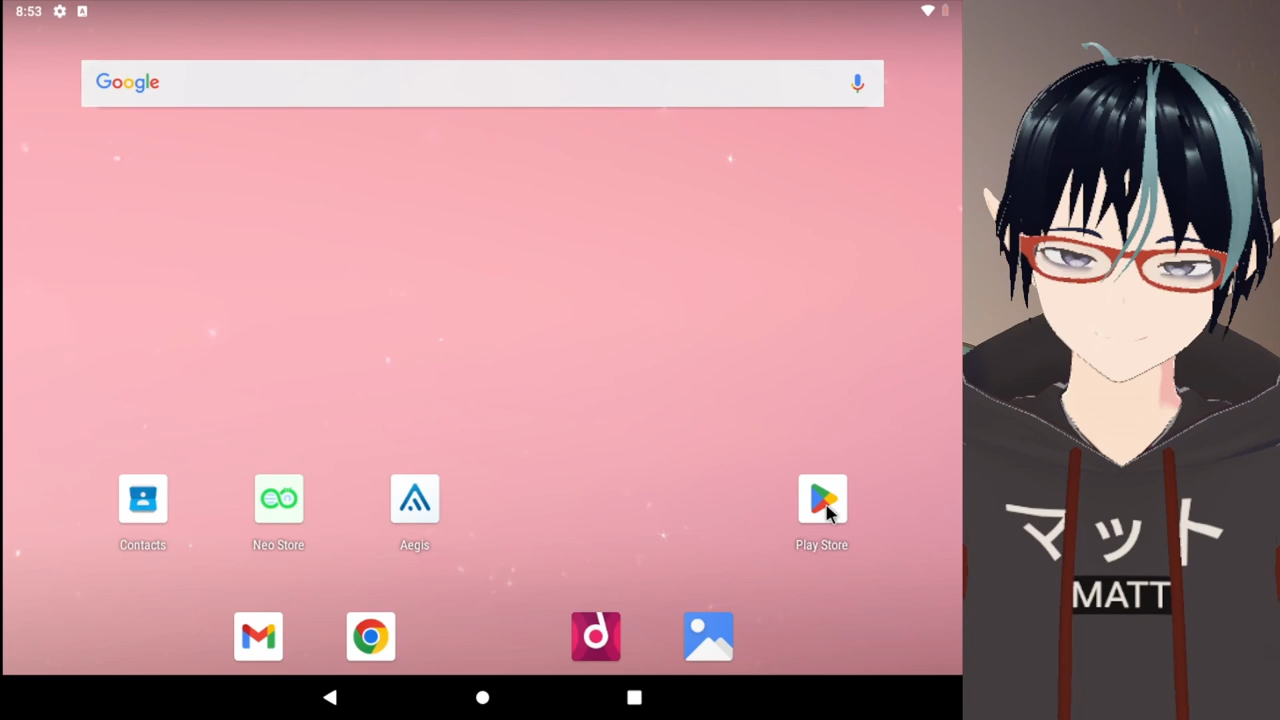 8:53
Google
Contacts
Neo Store
Aegis
Play Store
マット
MATT